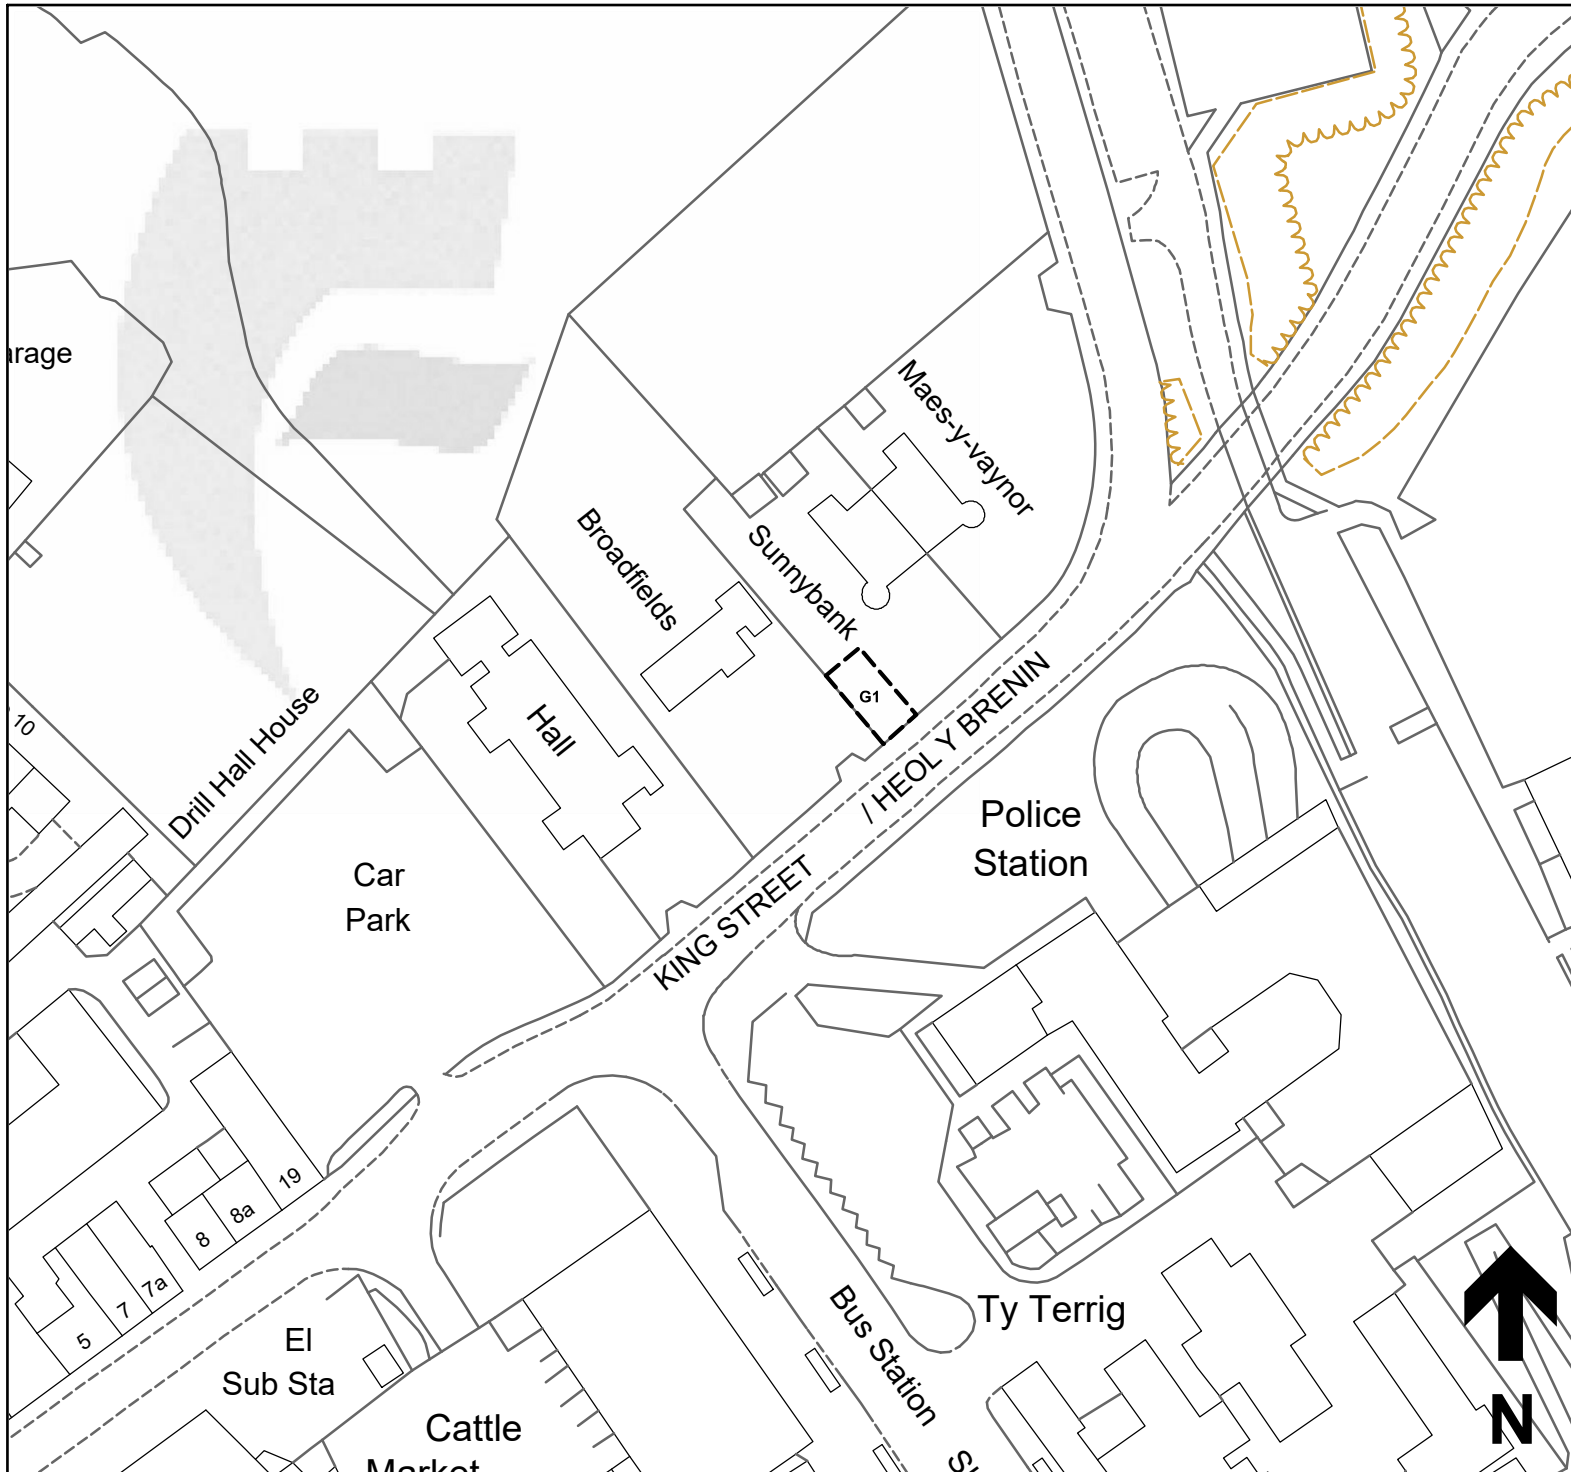 arage
Maes-y-vaynor
Broadfields
Sunnybank
G1
Hall
Drill Hall House
10
KING STREET / HEOL Y BRENIN
Police
Station
Car
Park
19
8a
8
7a
7
5
El
Sub Sta
Bus Station
Ty Terrig
Cattle
Market
N